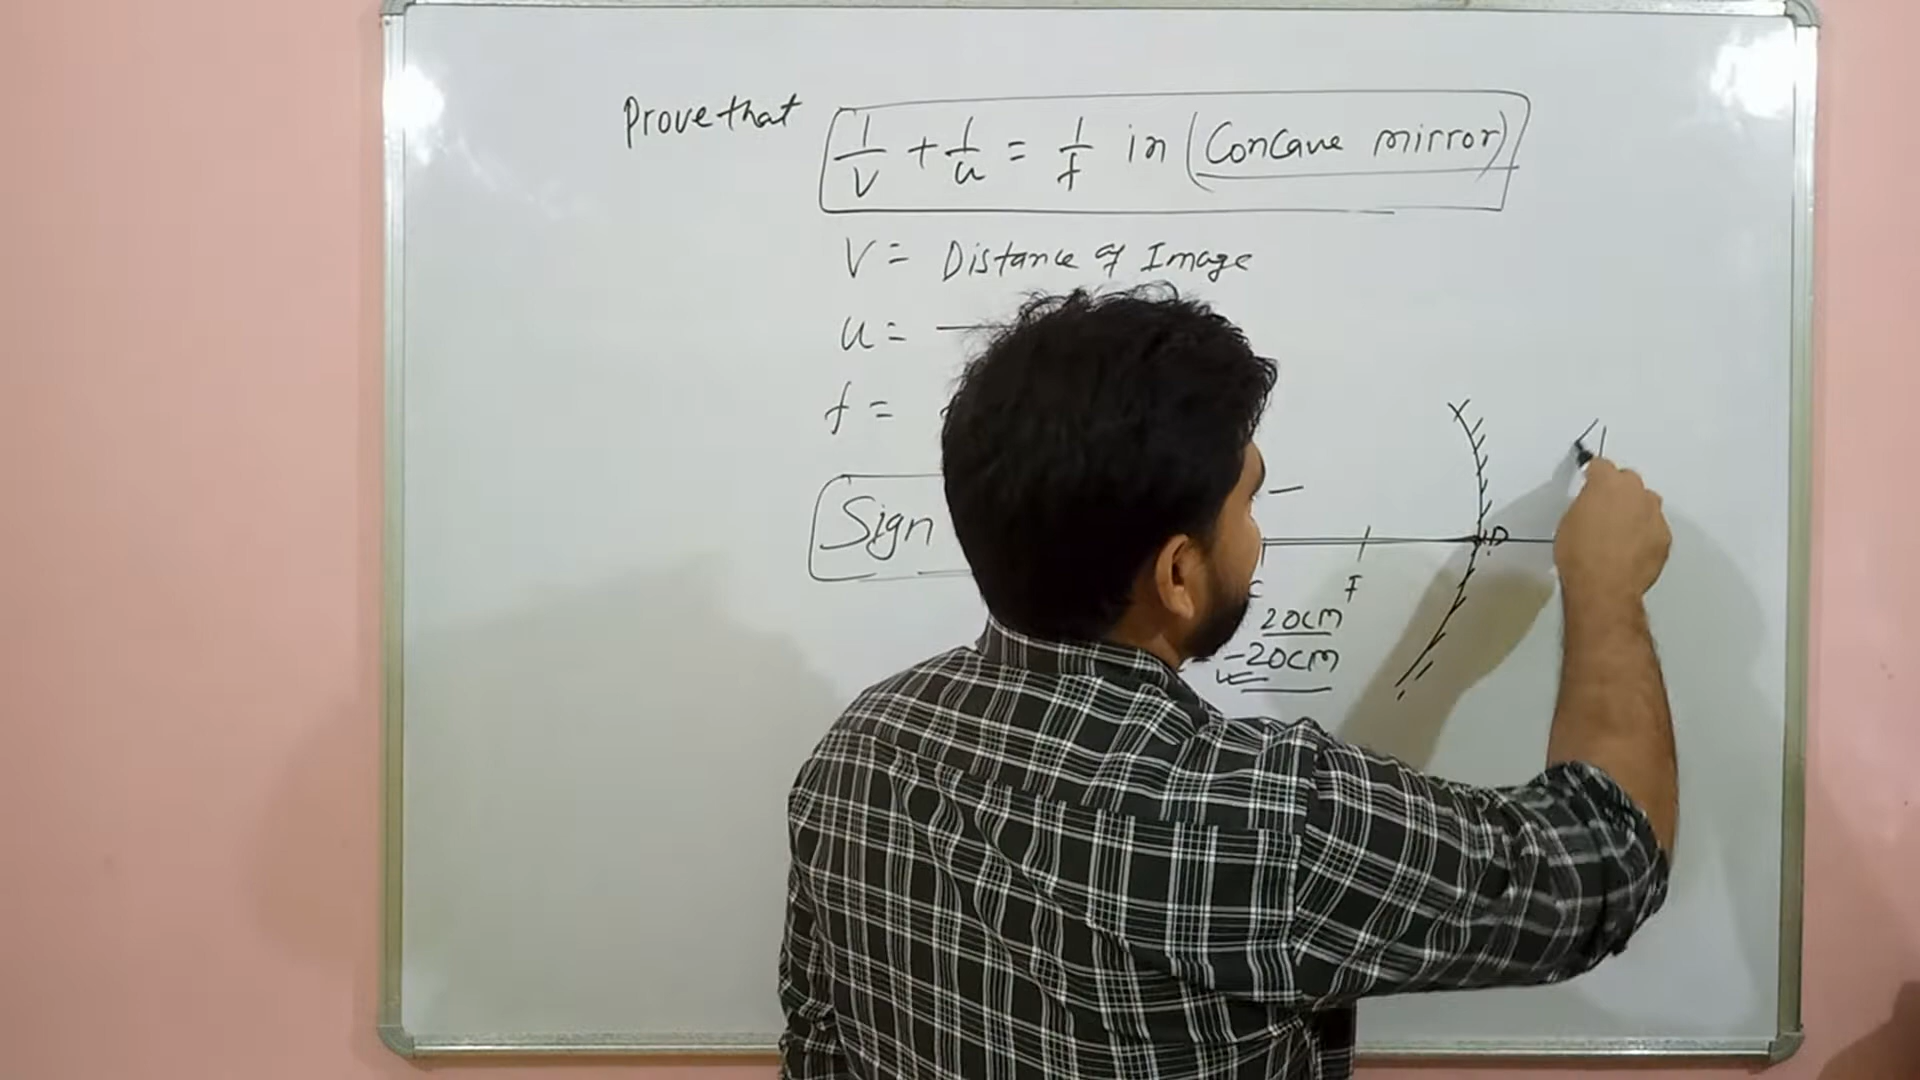 Prove that 1/v + 1/u = 1/f in (Concave mirror)
V = Distance of Image
u =
f =
Sign
P
F
20cm
-20cm